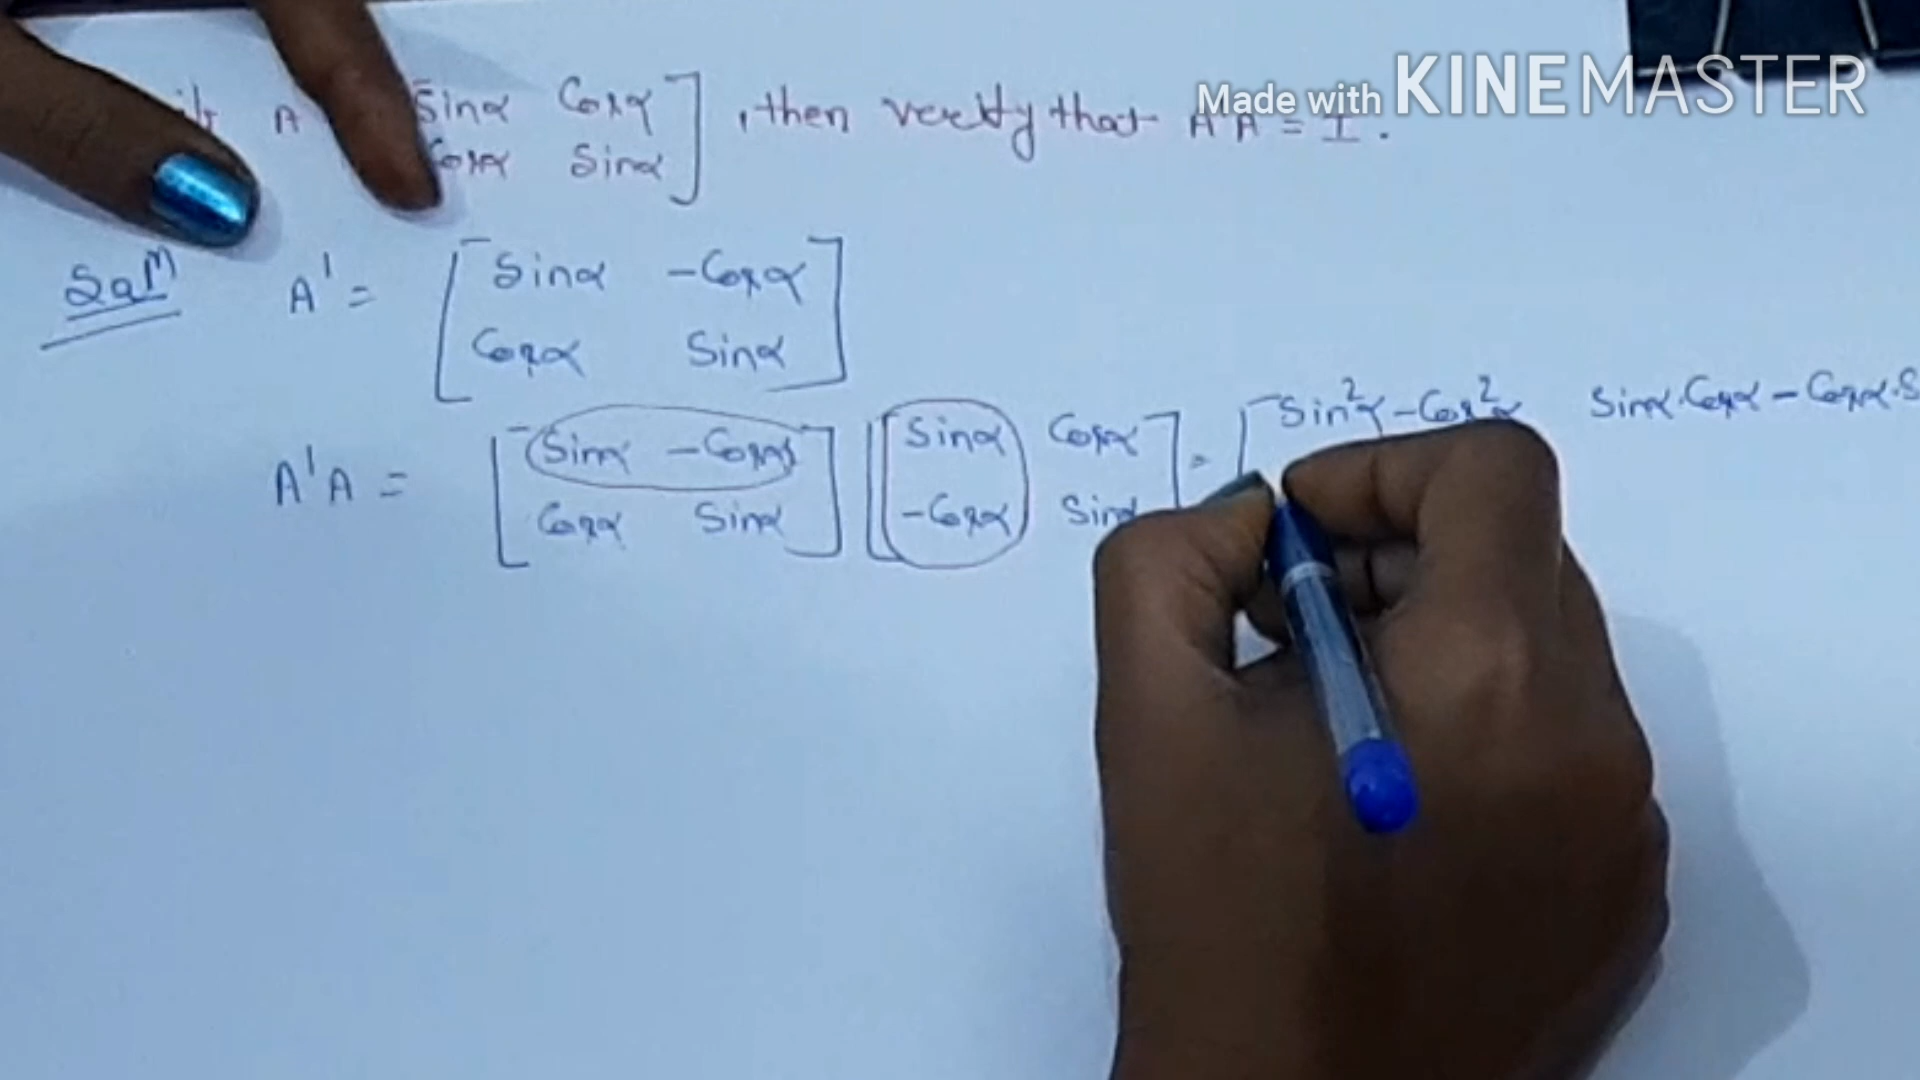 Made with KINEMASTER
A Sinα Cosα , then verify that A'A = I.
Cosα Sinα
Solⁿ A' = Sinα -Cosα
Cosα Sinα
Sin²α-Cos²α Sinα.Cosα - Cosα.S
A'A = Sinα -Cosα Sinα Cosα =
Cosα Sinα -Cosα Sinα